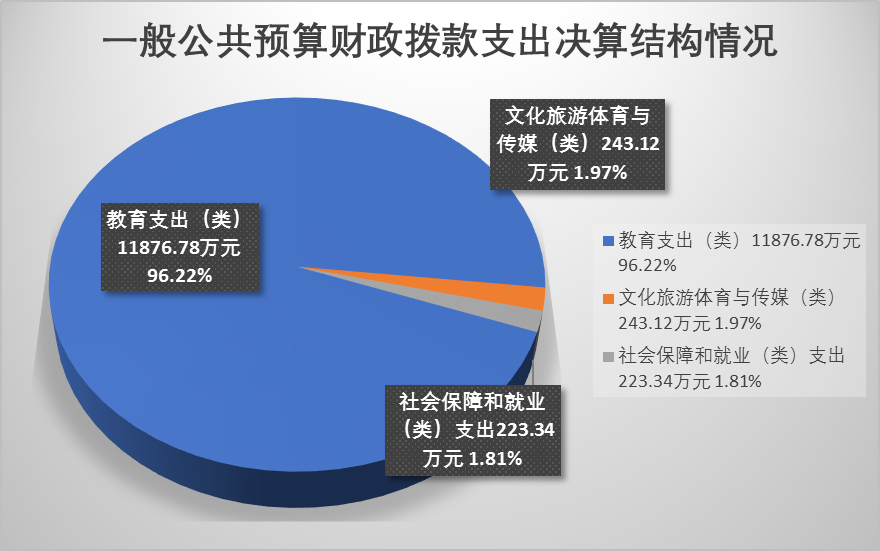 一般公共预算财政拨款支出决算结构情况
文化旅游体育与
传媒（类）243.12
万元 1.97%
教育支出（类）
11876.78万元
96.22%
教育支出（类）11876.78万元
96.22%
文化旅游体育与传媒（类）
243.12万元 1.97%
社会保障和就业（类）支出
223.34万元 1.81%
社会保障和就业
（类）支出223.34
万元 1.81%